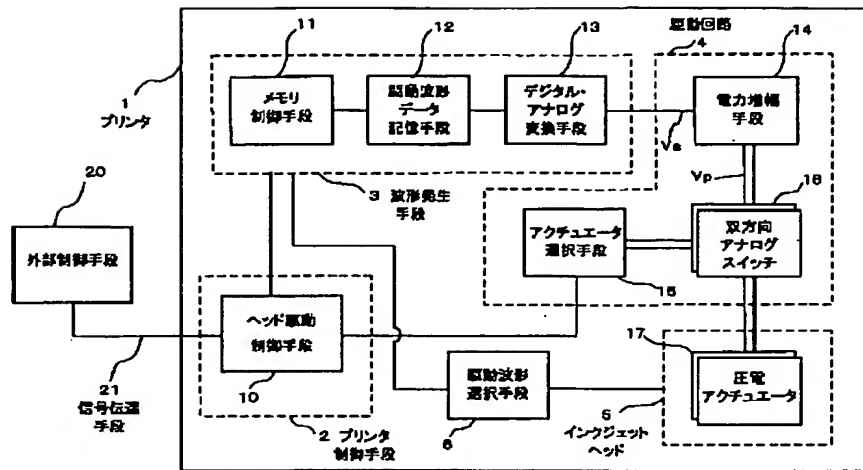 駆動回路
4
11
12
13
14
1
プリンタ
メモリ
制御手段
駆動波形
データ
記憶手段
デジタル・
アナログ
変換手段
電力増幅
手段
Va
Vp
3 波形発生
手段
20
外部制御手段
アクチュエータ
選択手段
15
18
双方向
アナログ
スイッチ
ヘッド駆動
制御手段
10
21
信号伝達
手段
2 プリンタ
制御手段
駆動波形
選択手段
6
17
圧電
アクチュエータ
5
インクジェット
ヘッド